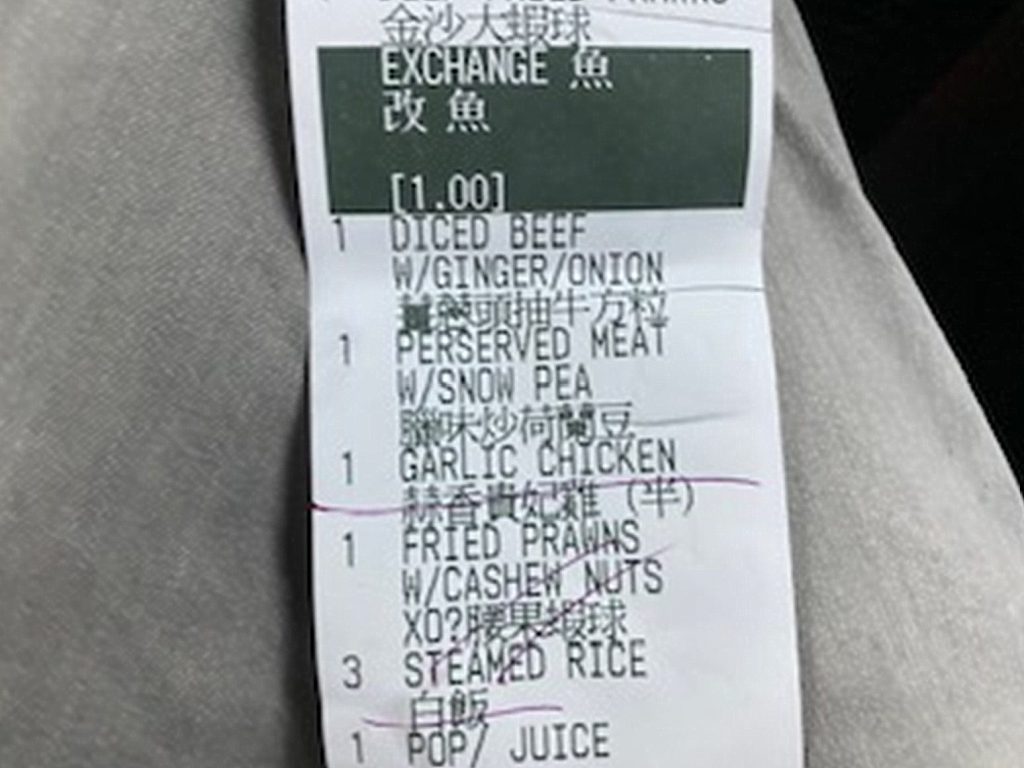 PRAWNS
金沙大蝦球
EXCHANGE 魚
改 魚
[1.00]
1 DICED BEEF
W/GINGER/ONION
頭抽牛方粒
1 PERSERVED MEAT
W/SNOW PEA
臘味炒荷蘭豆
1 GARLIC CHICKEN
蒜香貴妃雞 (半)
1 FRIED PRAWNS
W/CASHEW NUTS
XO?腰果蝦球
3 STEAMED RICE
白飯
1 POP/ JUICE